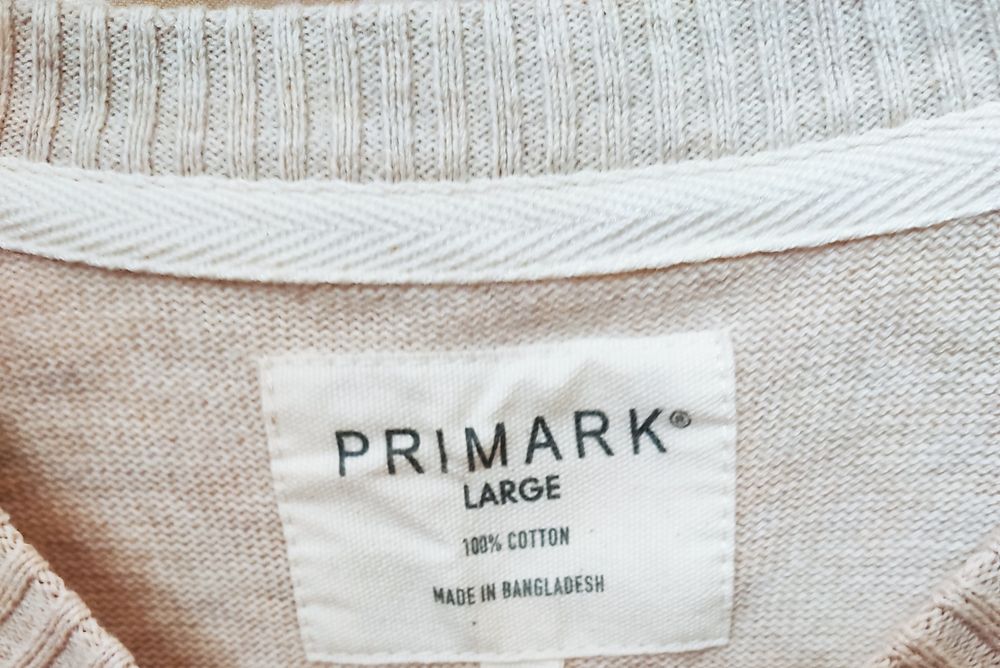 PRIMARK®
LARGE
100% COTTON
MADE IN BANGLADESH